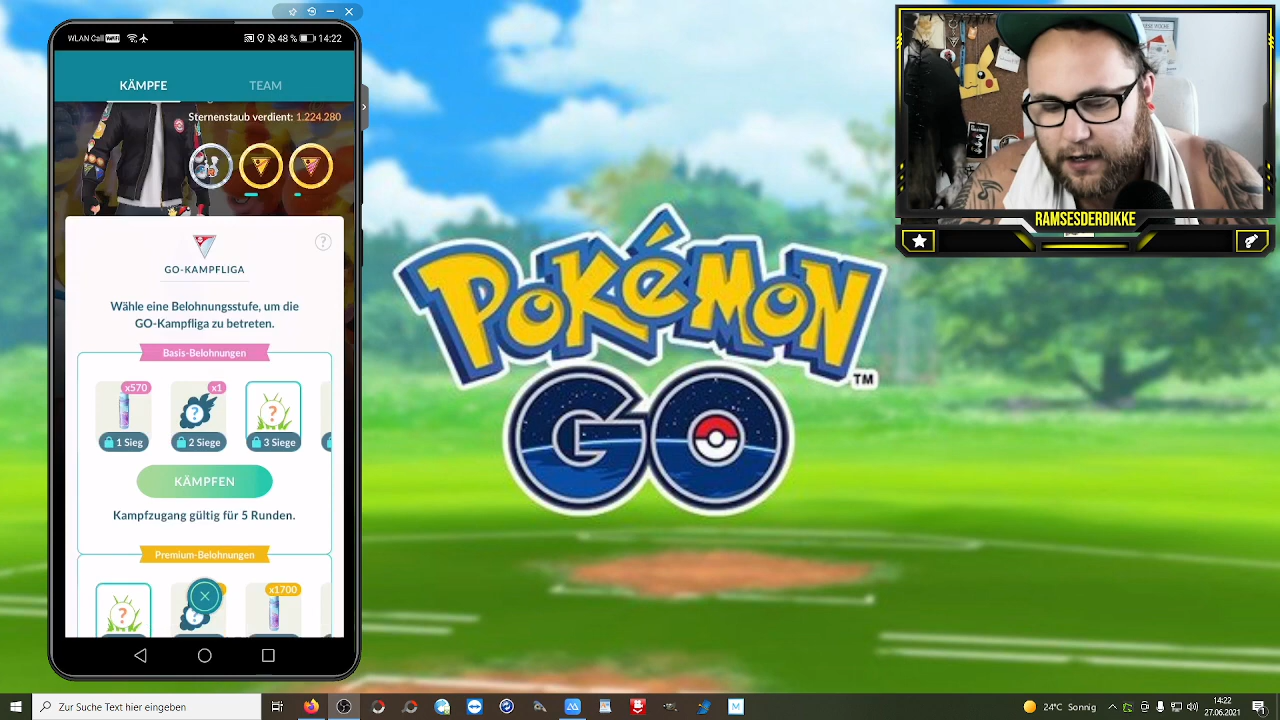 WLAN Call WiFi 48 % 14:22
KÄMPFE TEAM
Sternenstaub verdient: 1.224.280
GO-KAMPFLIGA
?
Wähle eine Belohnungsstufe, um die
GO-Kampfliga zu betreten.
Basis-Belohnungen
x570 x1
? ?
1 Sieg 2 Siege 3 Siege
KÄMPFEN
Kampfzugang gültig für 5 Runden.
Premium-Belohnungen
x1700
? ?
POKÉMON
TM
GO
RAMSESDERDIKKE
Zur Suche Text hier eingeben
24°C Sonnig
14:22
27.06.2021